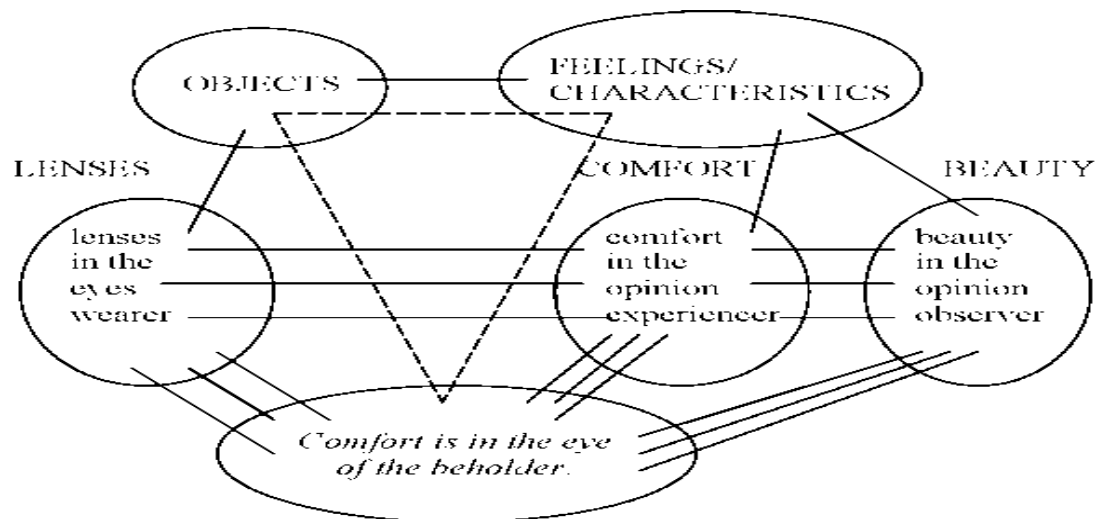 OBJECTS
FEELINGS/
CHARACTERISTICS
LENSES
COMFORT
BEAUTY
lenses
in the
eyes
wearer
comfort
in the
opinion
experiencer
beauty
in the
opinion
observer
Comfort is in the eye
of the beholder.